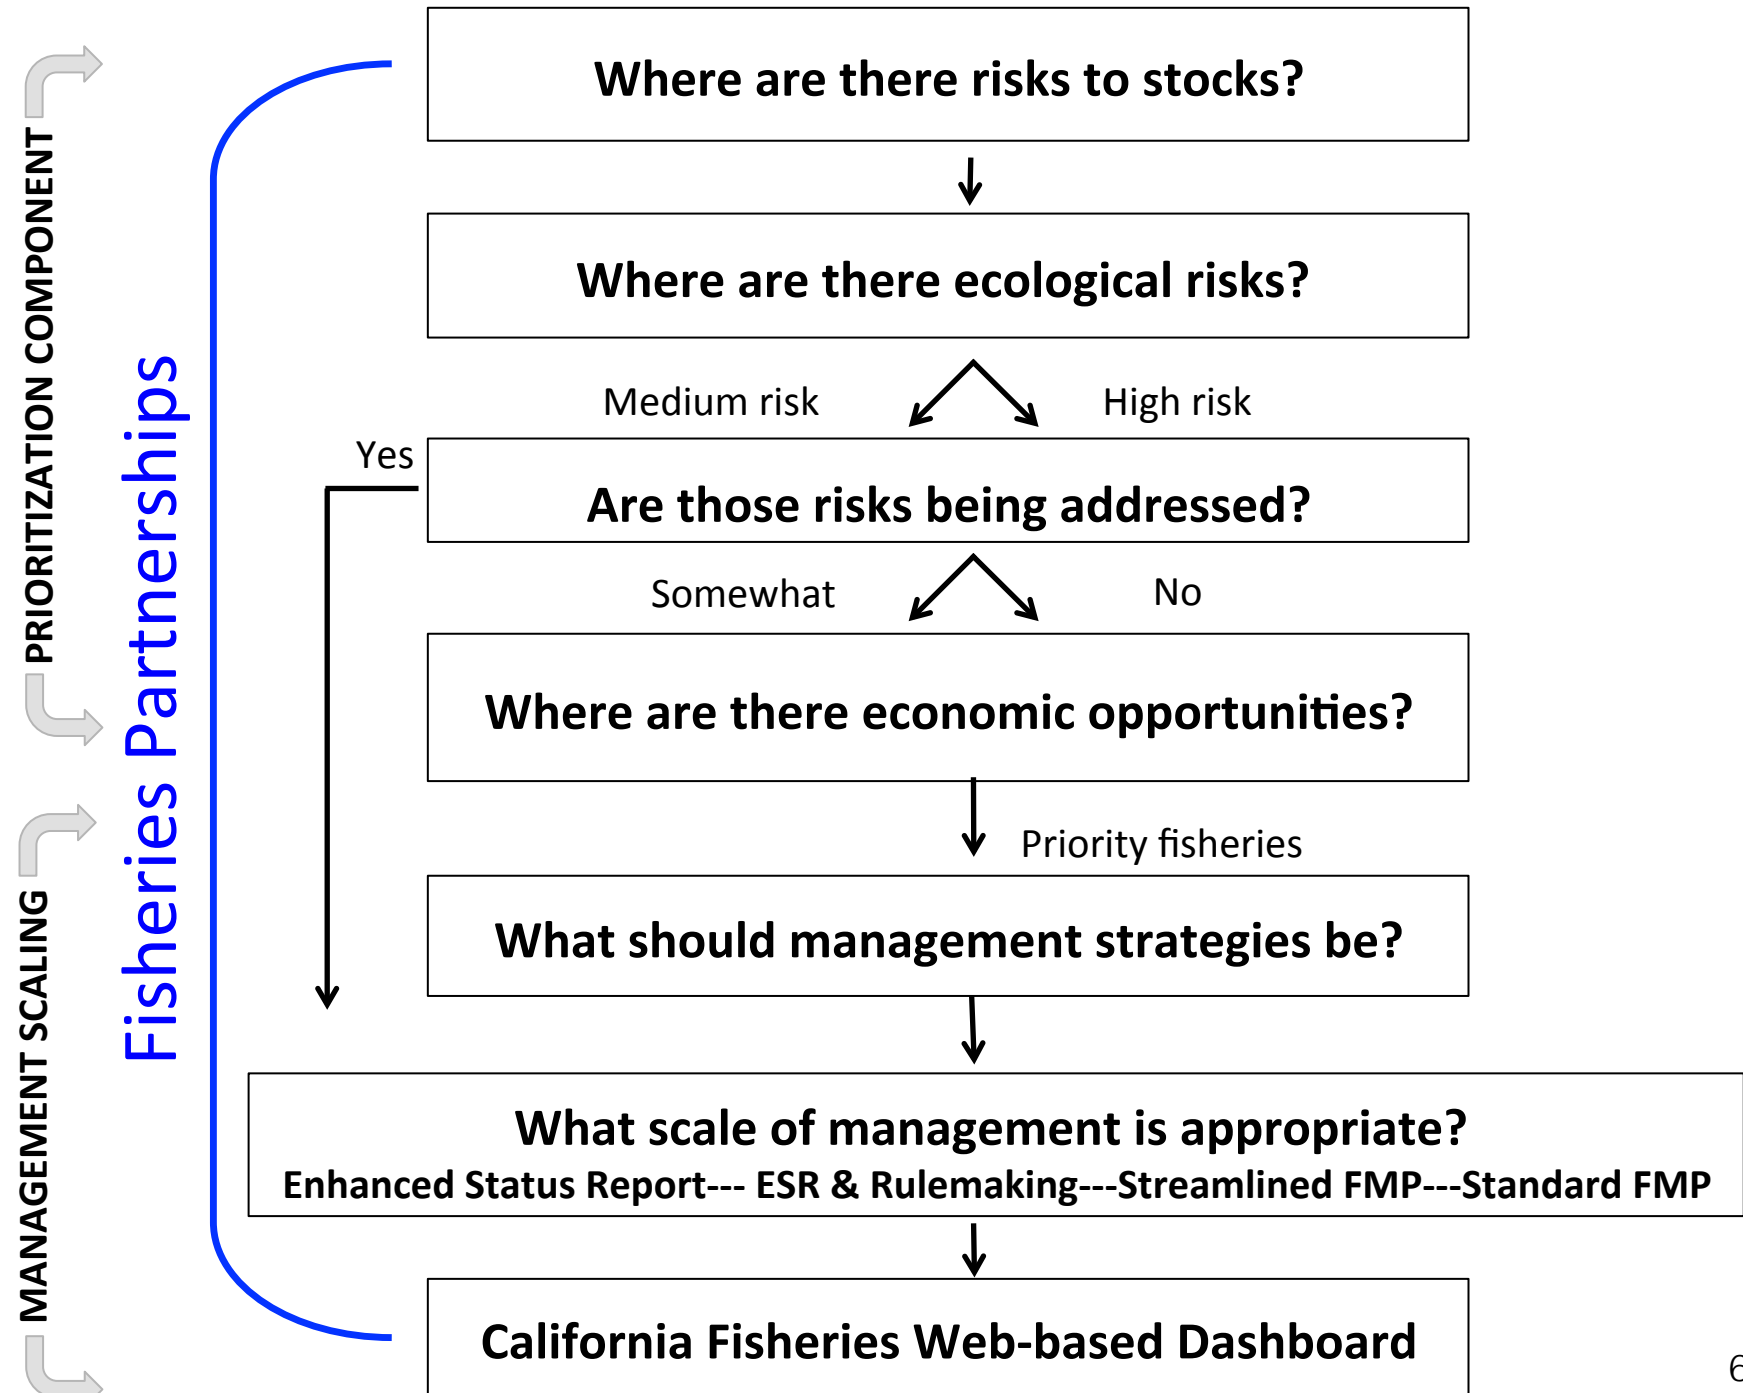 PRIORITIZATION COMPONENT
MANAGEMENT SCALING
Fisheries Partnerships
Where are there risks to stocks?
Where are there ecological risks?
Medium risk
High risk
Yes
Are those risks being addressed?
Somewhat
No
Where are there economic opportunities?
Priority fisheries
What should management strategies be?
What scale of management is appropriate?
Enhanced Status Report--- ESR & Rulemaking---Streamlined FMP---Standard FMP
California Fisheries Web-based Dashboard
6